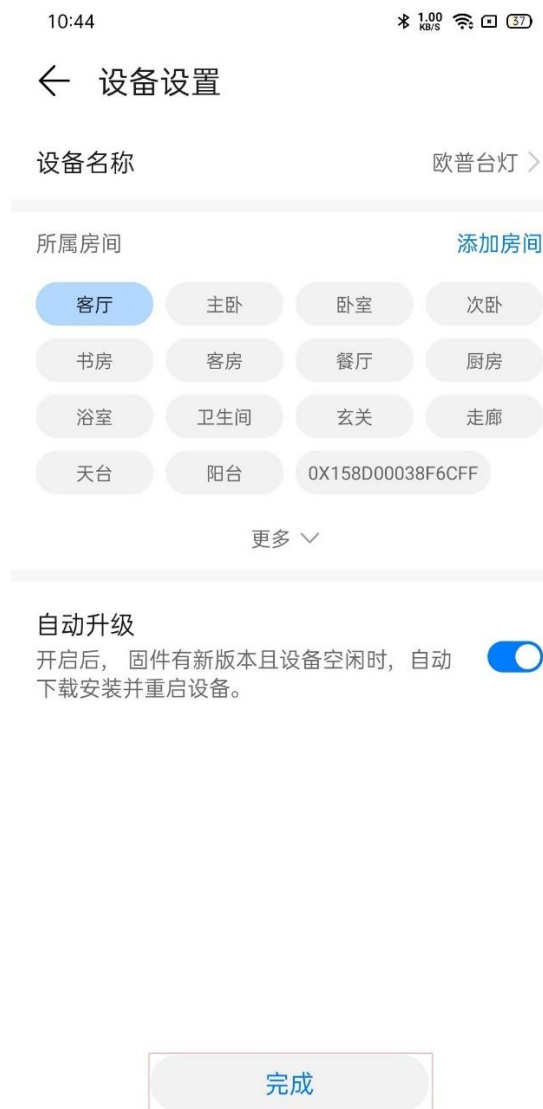 10:44
1.00 KB/S
37
设备设置
设备名称
欧普台灯
所属房间
添加房间
客厅
主卧
卧室
次卧
书房
客房
餐厅
厨房
浴室
卫生间
玄关
走廊
天台
阳台
0X158D00038F6CFF
更多
自动升级
开启后， 固件有新版本且设备空闲时，自动
下载安装并重启设备。
完成